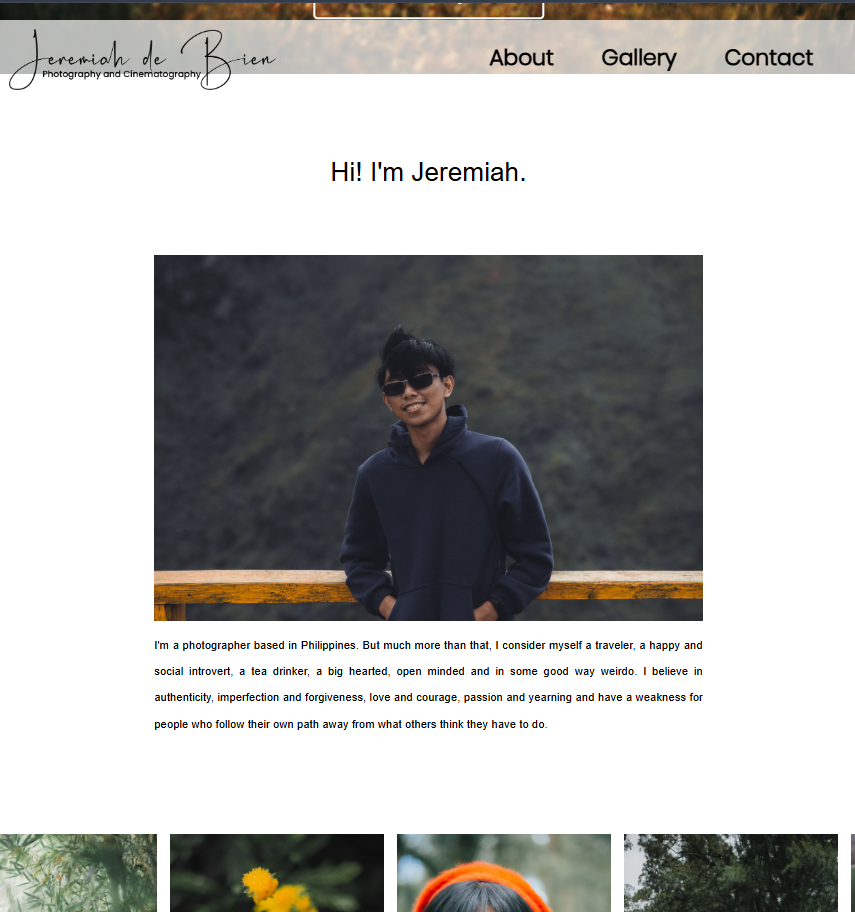 Jeremiah de Bien
Photography and Cinematography
About Gallery Contact
Hi! I'm Jeremiah.
I'm a photographer based in Philippines. But much more than that, I consider myself a traveler, a happy and
social introvert, a tea drinker, a big hearted, open minded and in some good way weirdo. I believe in
authenticity, imperfection and forgiveness, love and courage, passion and yearning and have a weakness for
people who follow their own path away from what others think they have to do.